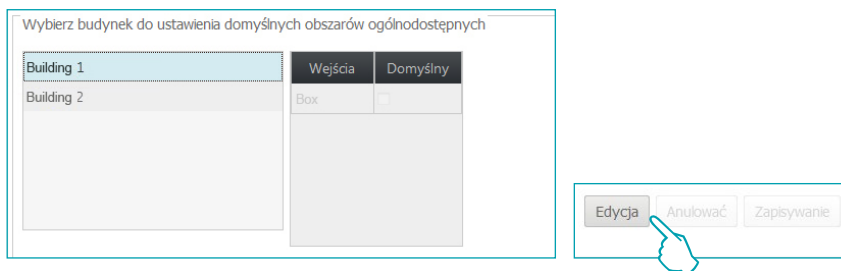 Wybierz budynek do ustawienia domyślnych obszarów ogólnodostępnych
Building 1
Building 2
Wejścia Domyślny
Box
Edycja Anulować Zapisywanie